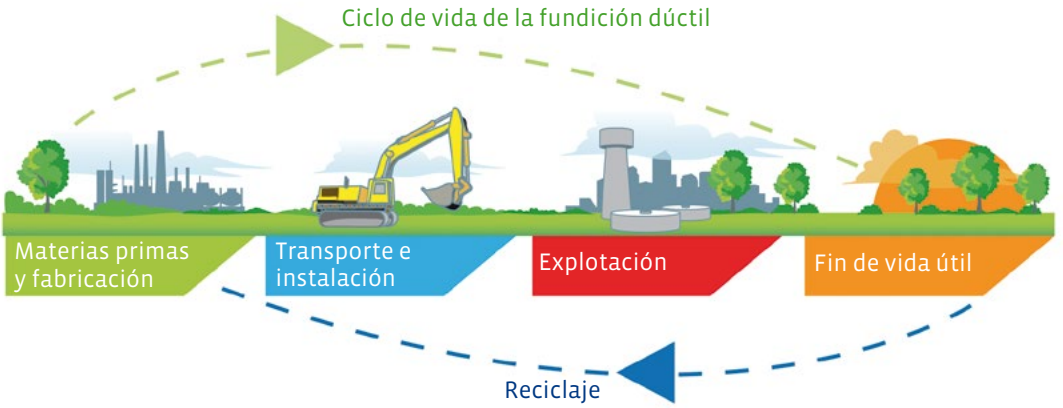 Ciclo de vida de la fundición dúctil
Materias primas
y fabricación
Transporte e
instalación
Explotación
Fin de vida útil
Reciclaje